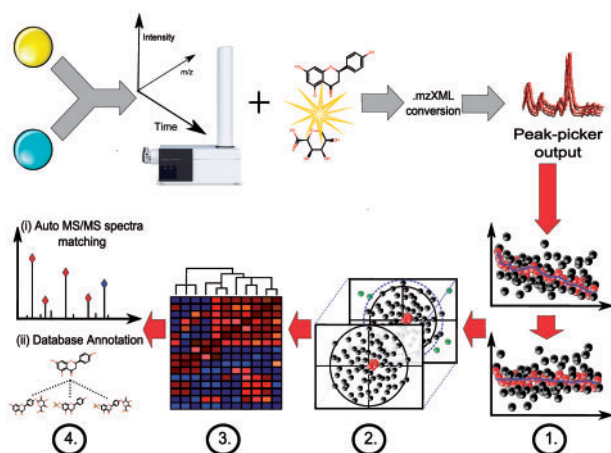 Intensity
m/z
Time
+
.mzXML
conversion
Peak-picker
output
(i) Auto MS/MS spectra
matching
(ii) Database Annotation
4.
3.
2.
1.